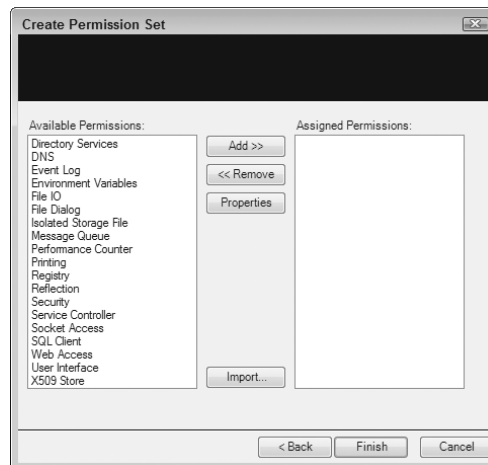 Create Permission Set
Available Permissions:
Directory Services
DNS
Event Log
Environment Variables
File IO
File Dialog
Isolated Storage File
Message Queue
Performance Counter
Printing
Registry
Reflection
Security
Service Controller
Socket Access
SQL Client
Web Access
User Interface
X509 Store
Add >>
<< Remove
Properties
Import...
Assigned Permissions:
< Back
Finish
Cancel